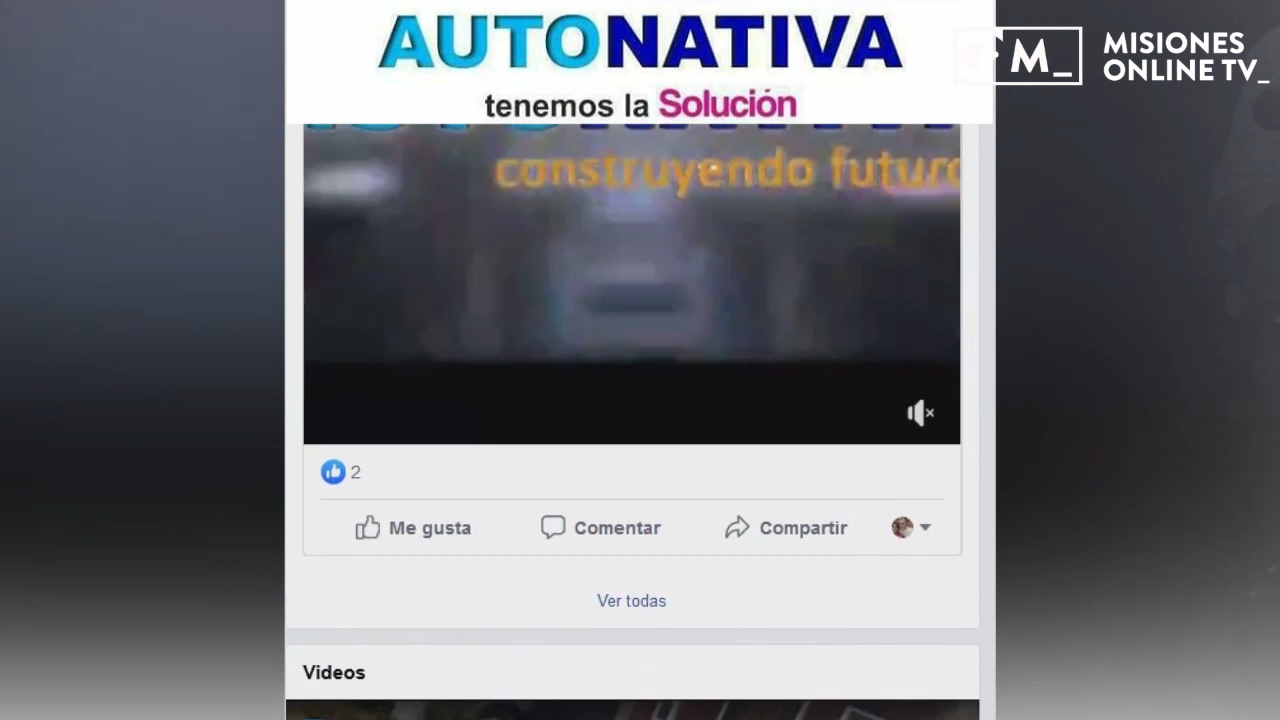 AUTONATIVA
tenemos la Solución
M_
MISIONES
ONLINE TV_
construyendo futuro
2
Me gusta
Comentar
Compartir
Ver todas
Videos